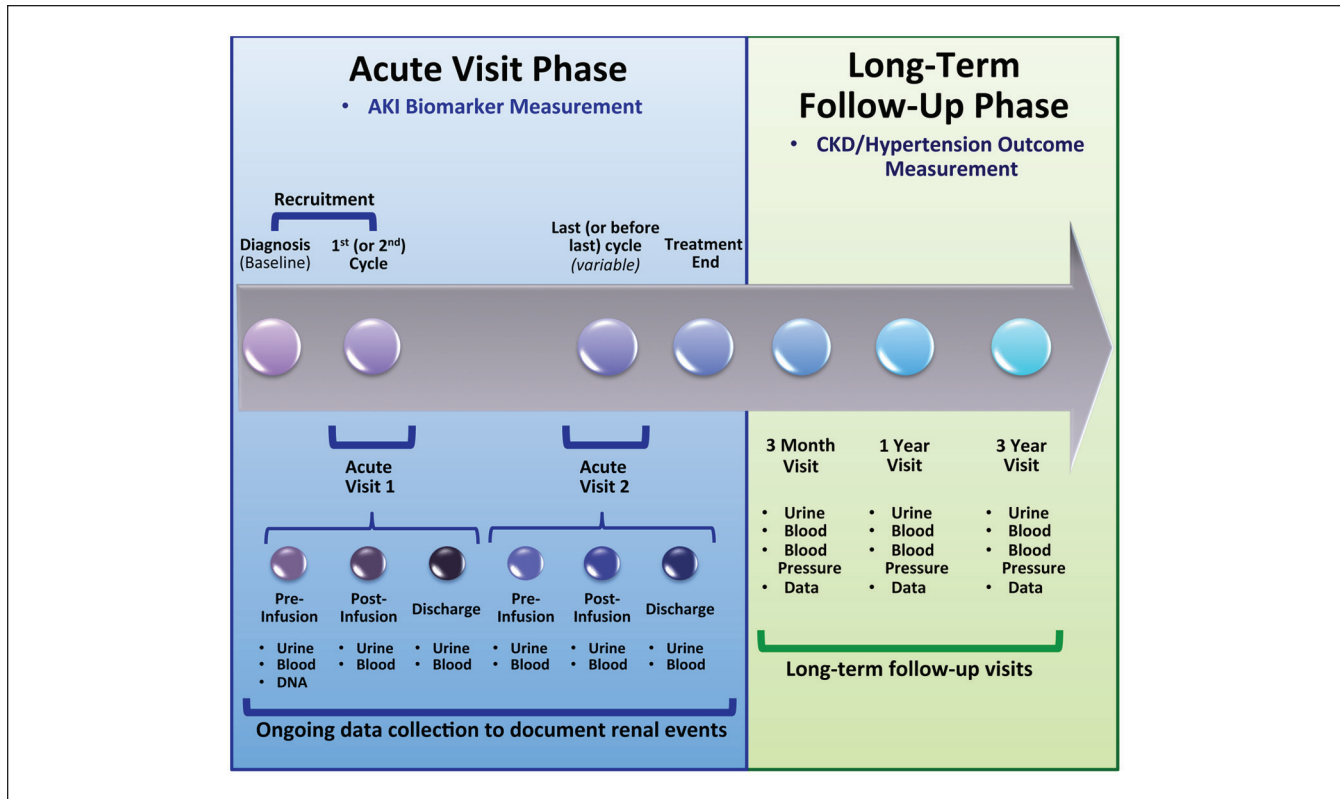 Acute Visit Phase
• AKI Biomarker Measurement
Long-Term
Follow-Up Phase
• CKD/Hypertension Outcome
Measurement
Recruitment
Diagnosis
(Baseline)
1st (or 2nd)
Cycle
Last (or before
last) cycle
(variable)
Treatment
End
Acute
Visit 1
Acute
Visit 2
Pre-
Infusion
• Urine
• Blood
• DNA
Post-
Infusion
• Urine
• Blood
Discharge
• Urine
• Blood
Pre-
Infusion
• Urine
• Blood
Post-
Infusion
• Urine
• Blood
Discharge
• Urine
• Blood
Ongoing data collection to document renal events
3 Month
Visit
• Urine
• Blood
• Blood
Pressure
• Data
1 Year
Visit
• Urine
• Blood
• Blood
Pressure
• Data
3 Year
Visit
• Urine
• Blood
• Blood
Pressure
• Data
Long-term follow-up visits